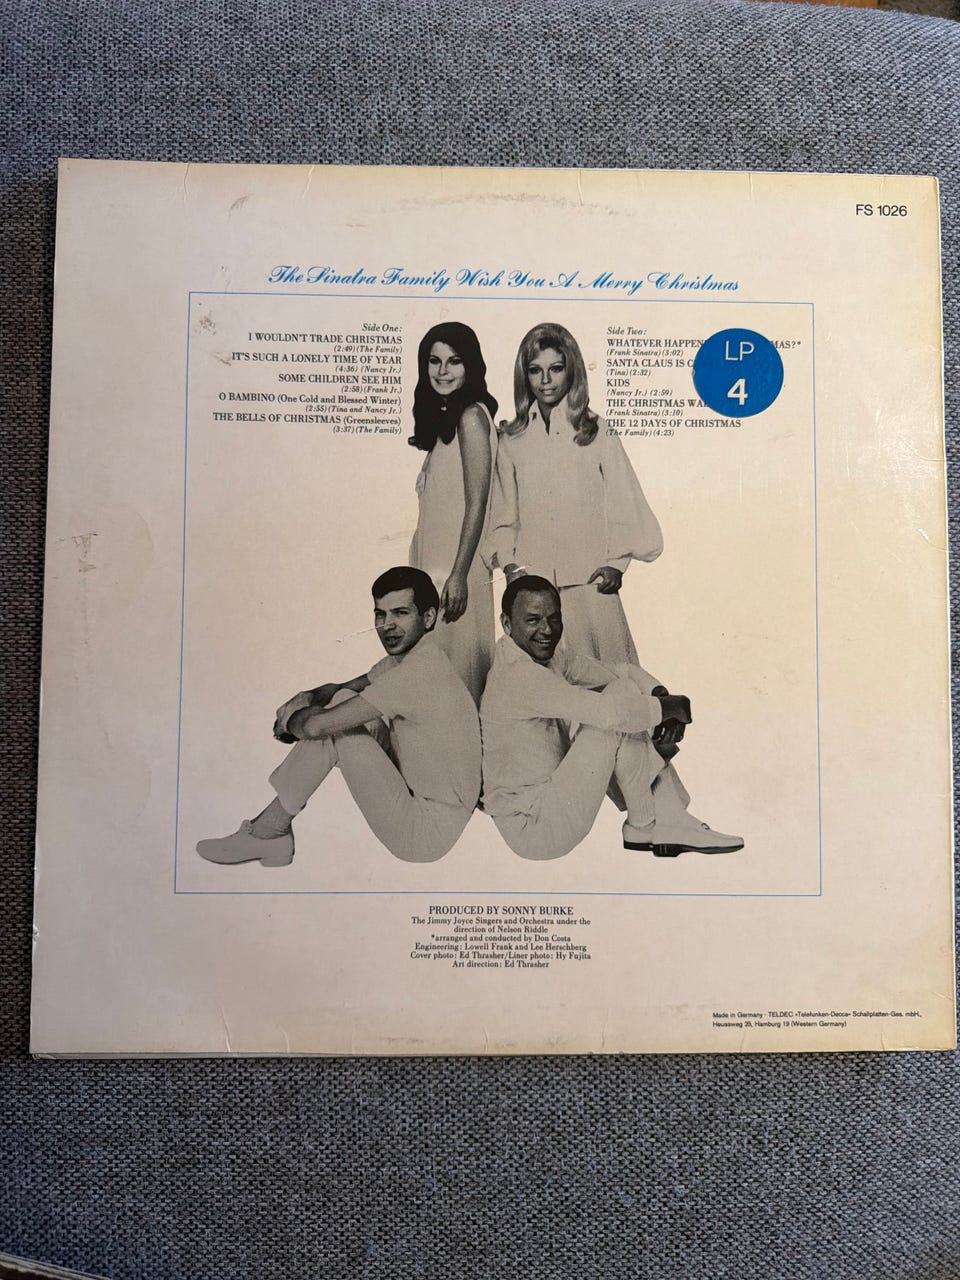 FS 1026
The Sinatra Family Wish You A Merry Christmas
Side One:
I WOULDN'T TRADE CHRISTMAS
(2:49) (The Family)
IT'S SUCH A LONELY TIME OF YEAR
(4:36) (Nancy Jr.)
SOME CHILDREN SEE HIM
(2:58) (Frank Jr.)
O BAMBINO (One Cold and Blessed Winter)
(2:55) (Tina and Nancy Jr.)
THE BELLS OF CHRISTMAS (Greensleeves)
(3:37) (The Family)
Side Two:
WHATEVER HAPPEN MAS?*
(Frank Sinatra) (3:02)
SANTA CLAUS IS C
(Tina) (2:32)
KIDS
(Nancy Jr.) (2:59)
THE CHRISTMAS WA
(Frank Sinatra) (3:10)
THE 12 DAYS OF CHRISTMAS
(The Family) (4:23)
LP
4
PRODUCED BY SONNY BURKE
The Jimmy Joyce Singers and Orchestra under the
direction of Nelson Riddle
*arranged and conducted by Don Costa
Engineering: Lowell Frank and Lee Herschberg
Cover photo: Ed Thrasher/Liner photo: Hy Fujita
Art direction: Ed Thrasher
Made in Germany · TELDEC »Telefunken-Decca« Schallplatten-Ges. mbH.,
Heussweg 25, Hamburg 19 (Western Germany)